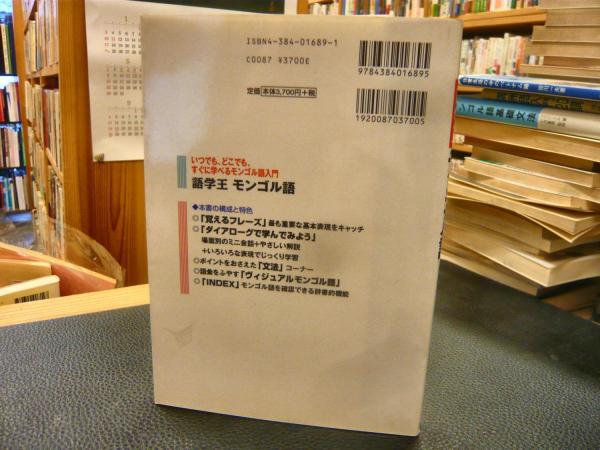 ISBN4-384-01689-1
C0087 ¥3700E
定価 本体3,700円+税
9784384016895
1920087037005
いつでも、どこでも、
すぐに学べるモンゴル語入門
語学王 モンゴル語
◆本書の構成と特色
◎「覚えるフレーズ」最も重要な基本表現をキャッチ
◎「ダイアローグで学んでみよう」
場面別のミニ会話+やさしい解説
+いろいろな表現でじっくり学習
◎ポイントをおさえた「文法」コーナー
◎語彙をふやす「ヴィジュアルモンゴル語」
◎「INDEX」モンゴル語を確認できる辞書的機能
ンゴル語基礎文法